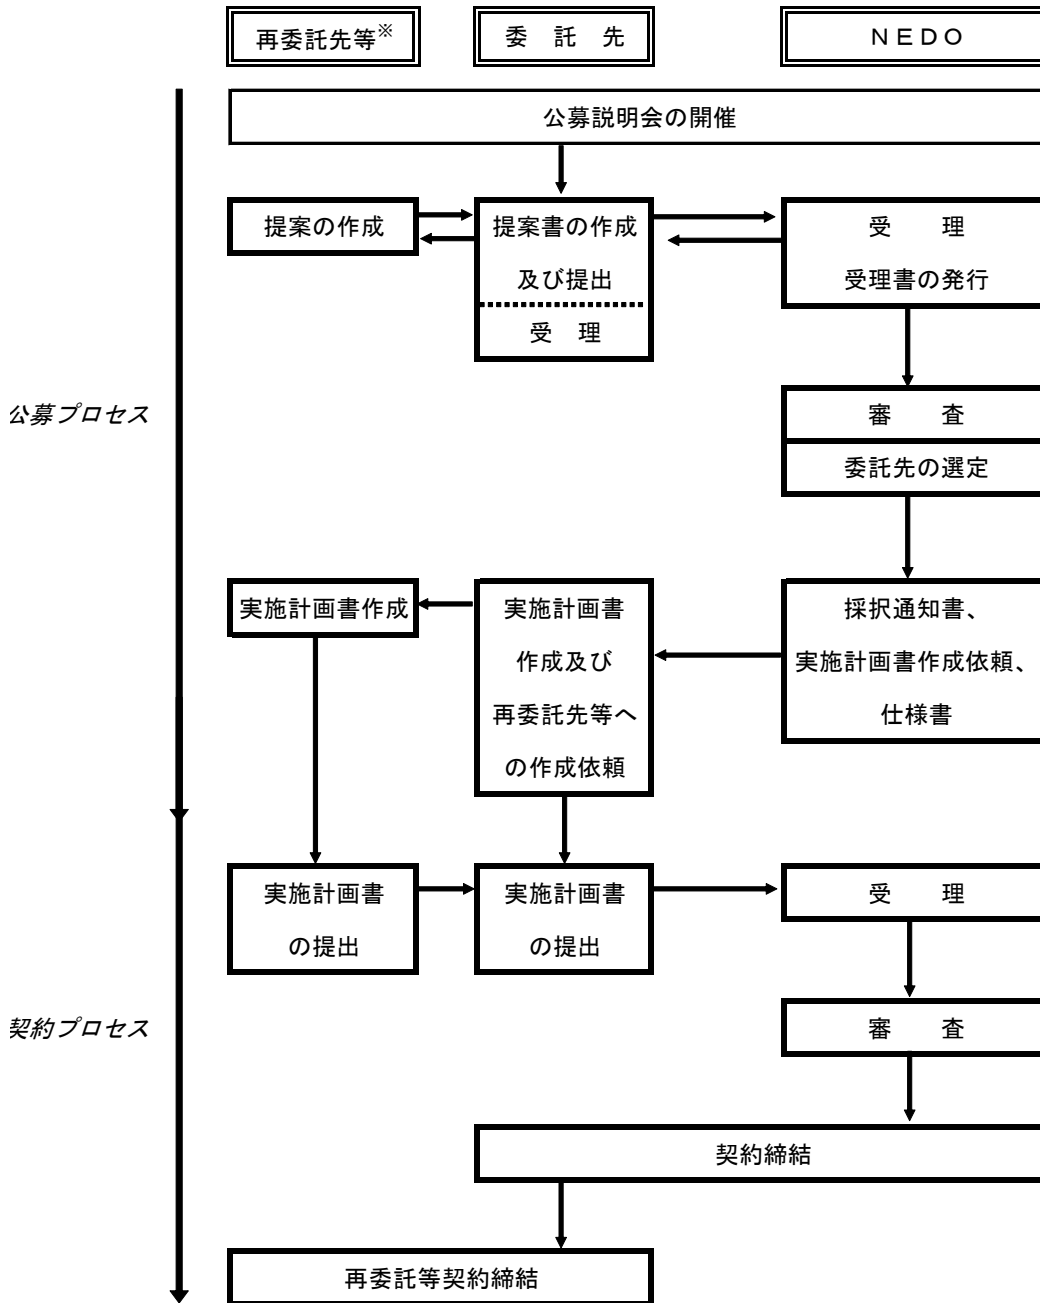 再委託先等※
委 託 先
ＮＥＤＯ
公募説明会の開催
提案の作成
提案書の作成
及び提出
受 理
受 理
受理書の発行
公募プロセス
審 査
委託先の選定
実施計画書作成
実施計画書
作成及び
再委託先等へ
の作成依頼
採択通知書、
実施計画書作成依頼、
仕様書
実施計画書
の提出
実施計画書
の提出
受 理
契約プロセス
審 査
契約締結
再委託等契約締結